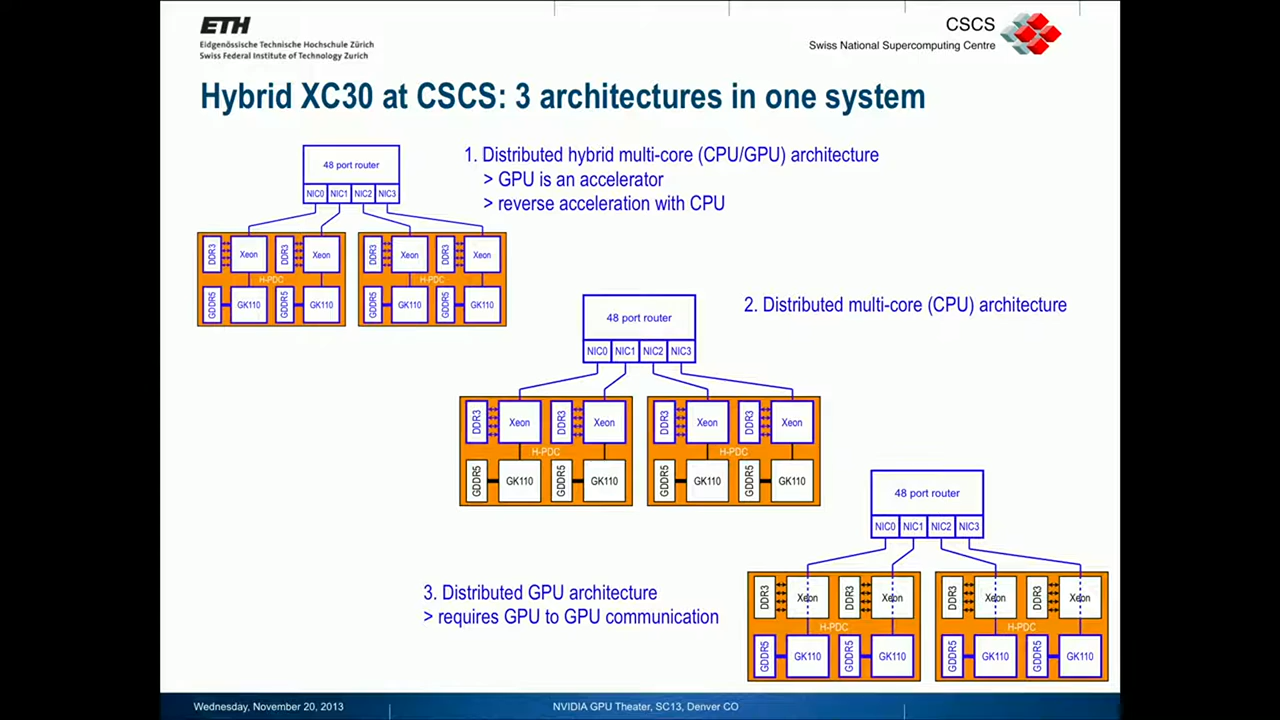 ETH
Eidgenössische Technische Hochschule Zürich
Swiss Federal Institute of Technology Zurich
CSCS
Swiss National Supercomputing Centre
Hybrid XC30 at CSCS: 3 architectures in one system
48 port router
NIC0 NIC1 NIC2 NIC3
DDR3 Xeon DDR3 Xeon DDR3 Xeon DDR3 Xeon
H-PDC H-PDC
GDDR5 GK110 GDDR5 GK110 GDDR5 GK110 GDDR5 GK110
1. Distributed hybrid multi-core (CPU/GPU) architecture
> GPU is an accelerator
> reverse acceleration with CPU
2. Distributed multi-core (CPU) architecture
48 port router
NIC0 NIC1 NIC2 NIC3
DDR3 Xeon DDR3 Xeon DDR3 Xeon DDR3 Xeon
H-PDC H-PDC
GDDR5 GK110 GDDR5 GK110 GDDR5 GK110 GDDR5 GK110
3. Distributed GPU architecture
> requires GPU to GPU communication
48 port router
NIC0 NIC1 NIC2 NIC3
DDR3 Xeon DDR3 Xeon DDR3 Xeon DDR3 Xeon
H-PDC H-PDC
GDDR5 GK110 GDDR5 GK110 GDDR5 GK110 GDDR5 GK110
Wednesday, November 20, 2013
NVIDIA GPU Theater, SC13, Denver CO